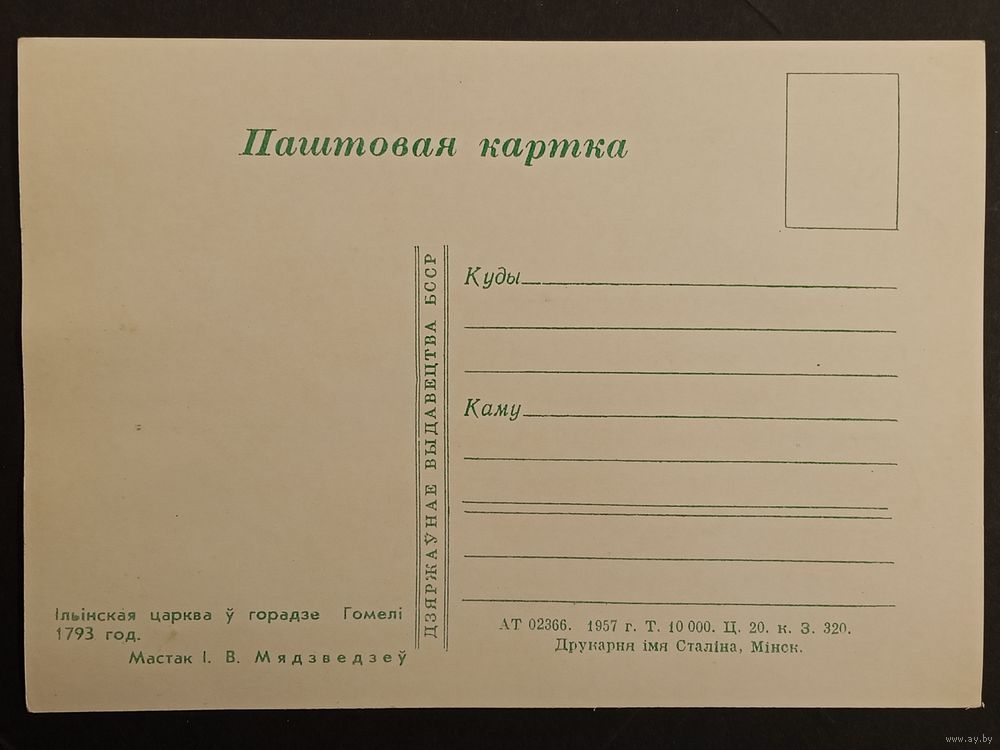 Паштовая картка
Куды
Каму
ДЗЯРЖАЎНАЕ ВЫДАВЕЦТВА БССР
Ільінская царква ў горадзе Гомелі
1793 год.
Мастак І. В. Мядзведзеў
АТ 02366. 1957 г. Т. 10 000. Ц. 20. к. З. 320.
Друкарня імя Сталіна, Мінск.
www.ay.by